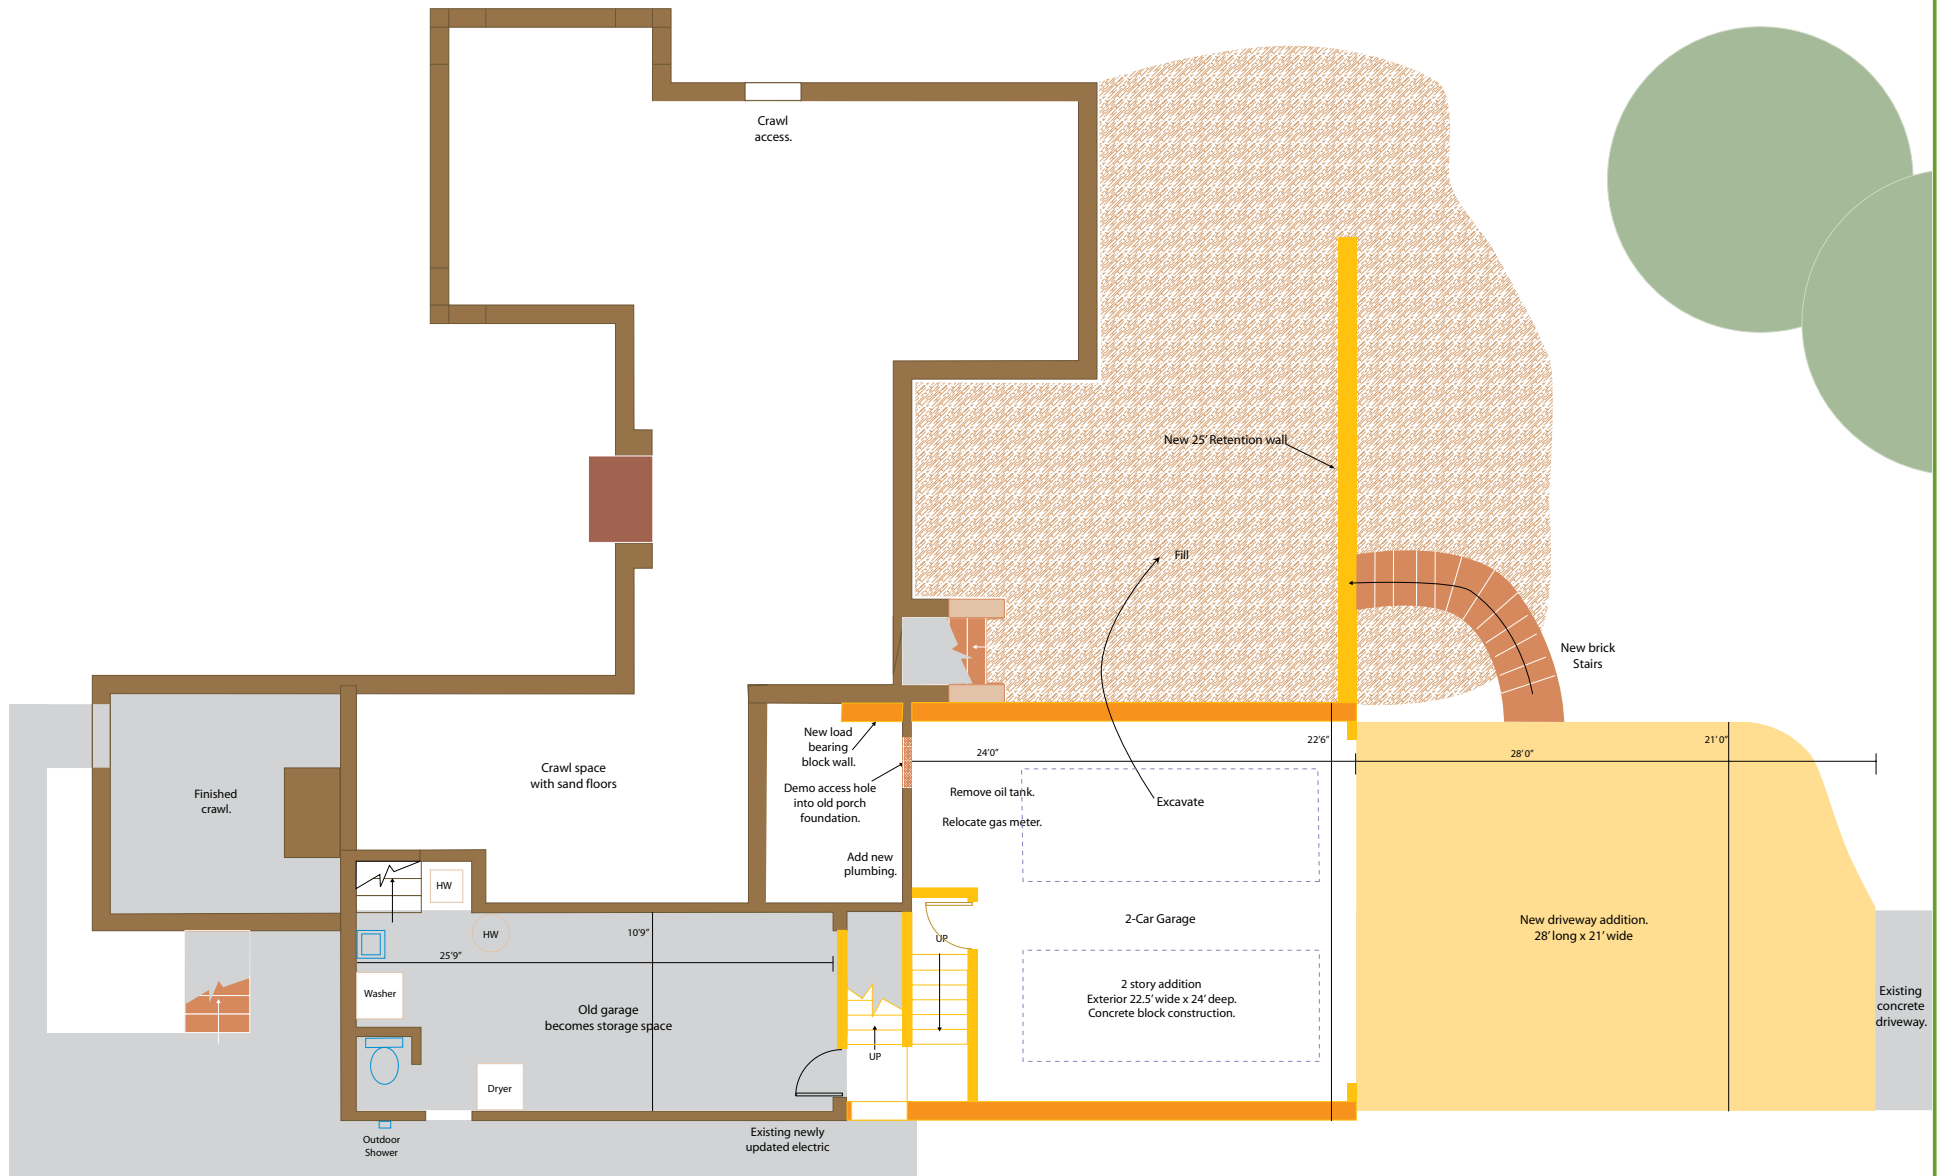 Crawl
access.
New 25' Retention wall
Fill
New brick
Stairs
New load
bearing
block wall.
24'0"
22'6"
28'0"
21'0"
Crawl space
with sand floors
Finished
crawl.
Demo access hole
into old porch
foundation.
Remove oil tank.
Excavate
Relocate gas meter.
Add new
plumbing.
HW
HW
10'9"
25'9"
UP
2-Car Garage
New driveway addition.
28' long x 21' wide
Washer
Old garage
becomes storage space
2 story addition
Exterior 22.5' wide x 24' deep.
Concrete block construction.
Existing
concrete
driveway.
UP
Dryer
Outdoor
Shower
Existing newly
updated electric